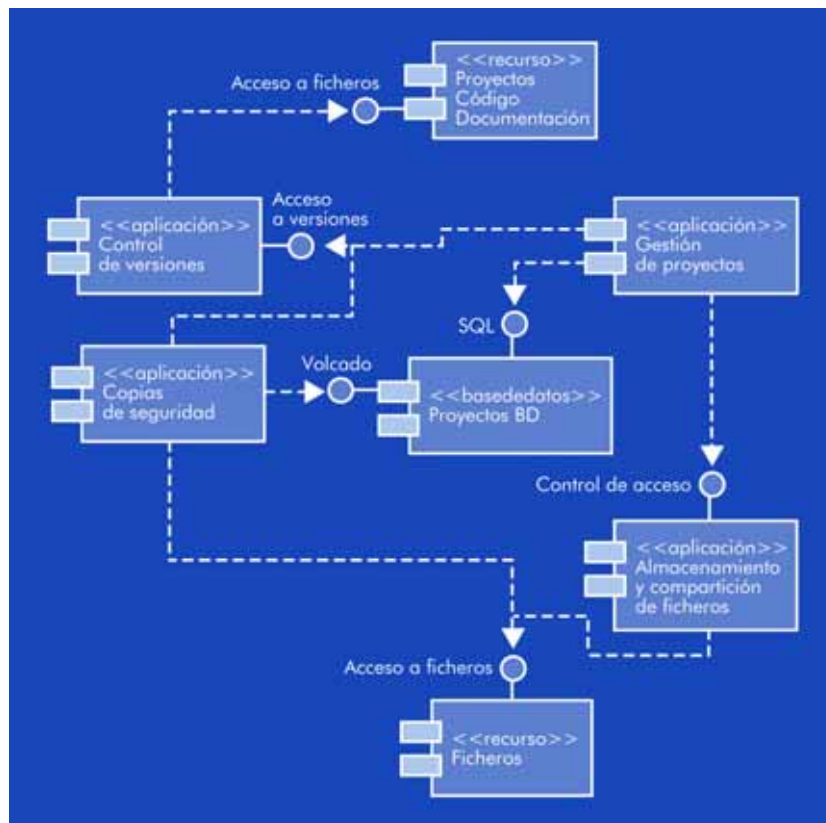 <<recurso>>
Proyectos
Código
Documentación
Acceso a ficheros
Acceso
a versiones
<<aplicación>>
Control
de versiones
<<aplicación>>
Gestión
de proyectos
SQL
<<aplicación>>
Copias
de seguridad
Volcado
<<basededatos>>
Proyectos BD
Control de acceso
<<aplicación>>
Almacenamiento
y compartición
de ficheros
Acceso a ficheros
<<recurso>>
Ficheros